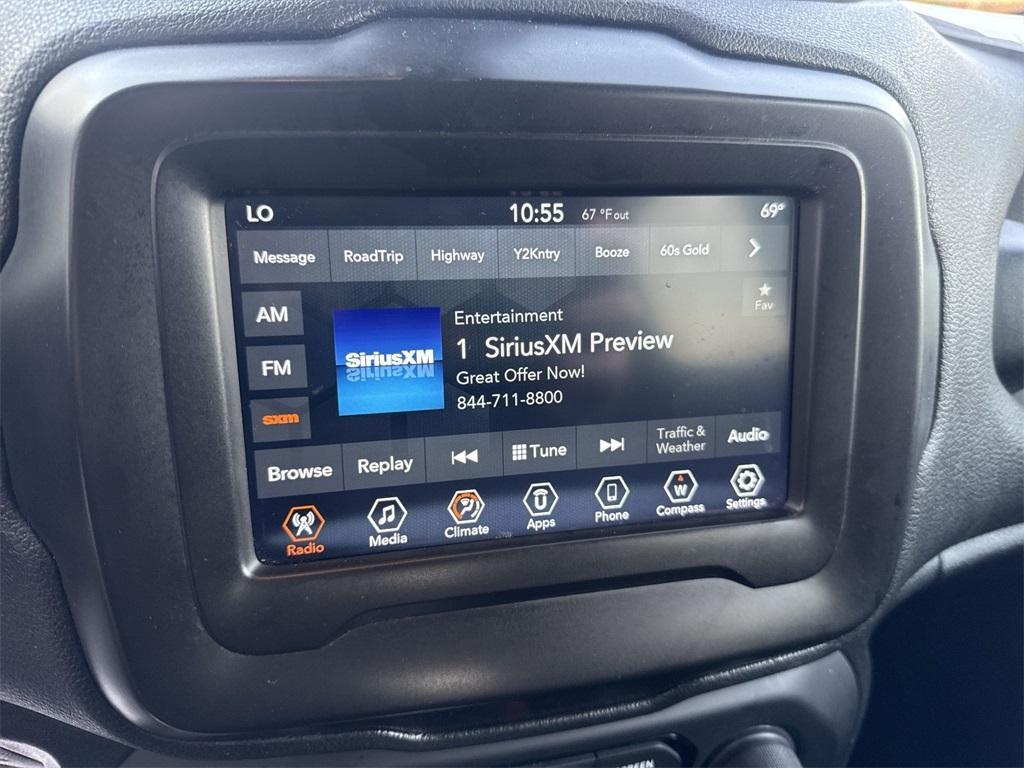 LO 10:55 67 °F out 69°
Message RoadTrip Highway Y2Kntry Booze 60s Gold
Fav
AM
FM
sxm
SiriusXM
Entertainment
1 SiriusXM Preview
Great Offer Now!
844-711-8800
Browse Replay Tune Traffic & Weather Audio
Radio Media Climate U Apps Phone W Compass Settings